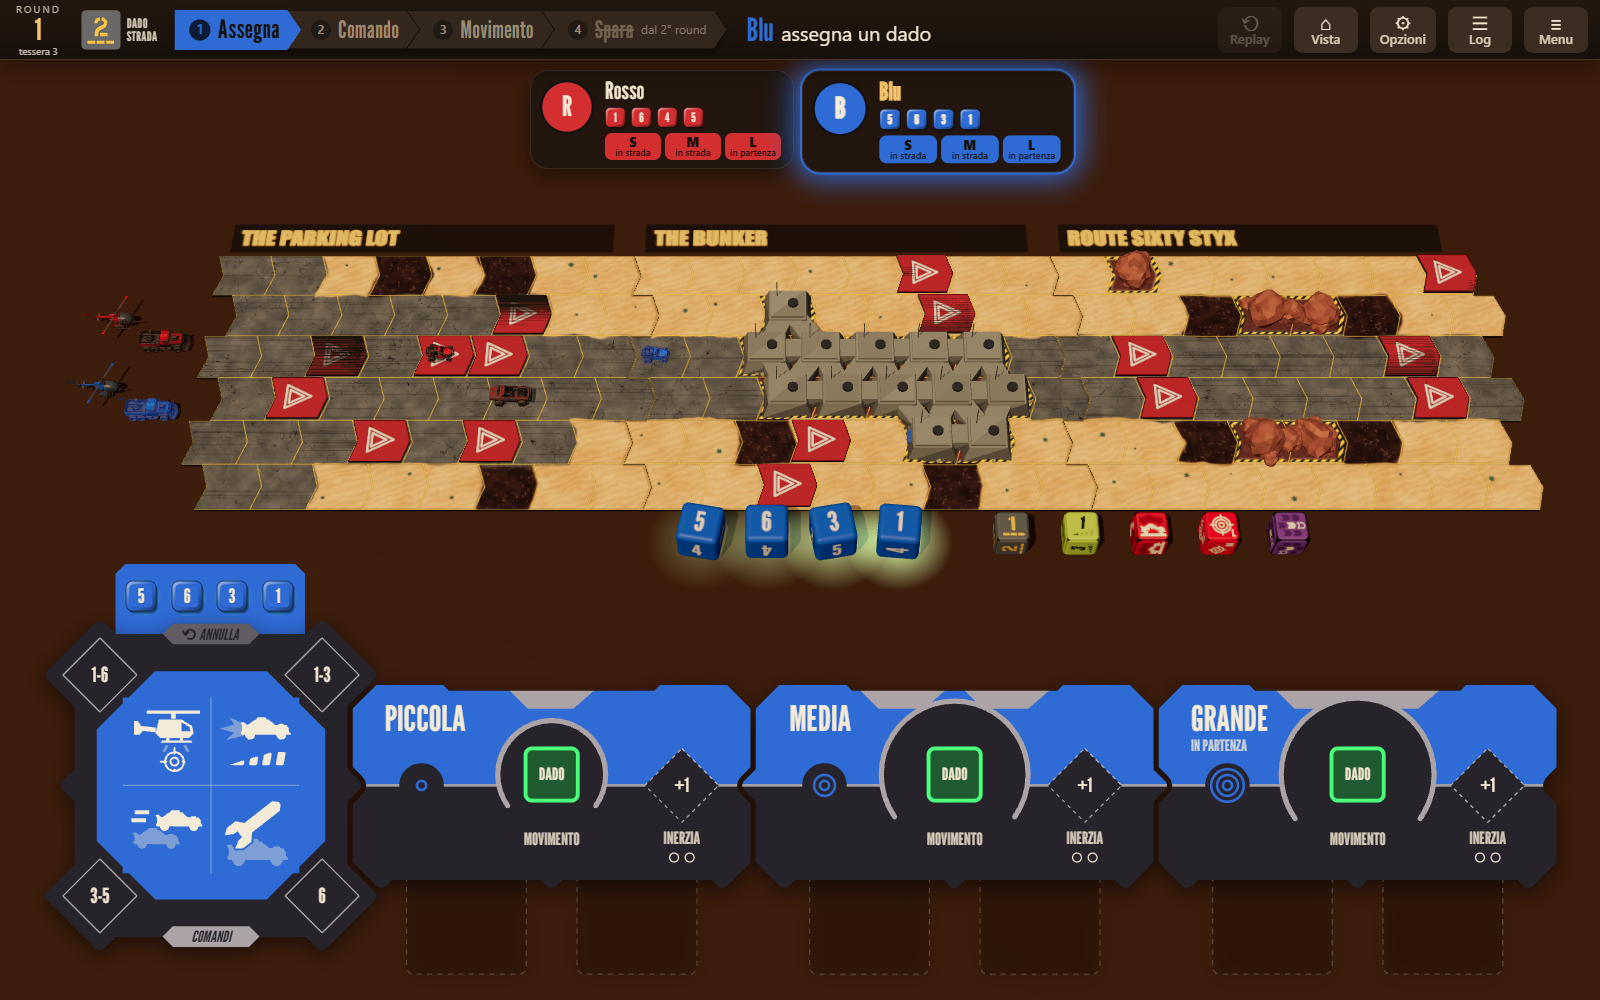 ROUND
1
tessera 3
2 DADO STRADA
1 Assegna
2 Comando
3 Movimento
4 Spara dal 2° round
Blu assegna un dado
Replay
Vista
Opzioni
Log
Menu
R
Rosso
1 6 4 5
S in strada
M in strada
L in partenza
B
Blu
5 6 3 1
S in strada
M in strada
L in partenza
THE PARKING LOT
THE BUNKER
ROUTE SIXTY STYX
5 6 3 1
4 5
1 1
5 6 3 1
ANNULLA
1-6
1-3
3-5
6
COMANDI
PICCOLA
DADO
MOVIMENTO
+1
INERZIA
MEDIA
DADO
MOVIMENTO
+1
INERZIA
GRANDE
IN PARTENZA
DADO
MOVIMENTO
+1
INERZIA